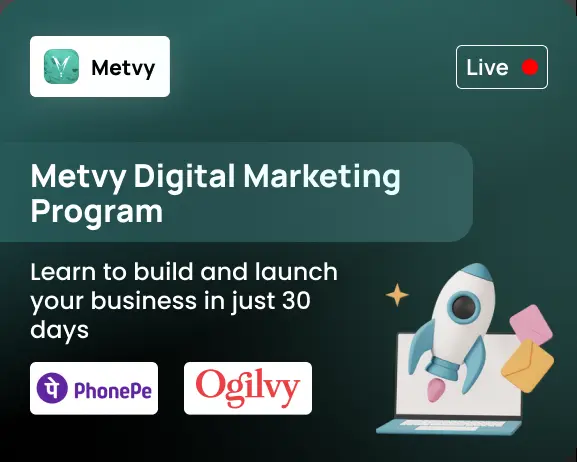 Metvy
Live
Metvy Digital Marketing
Program
Learn to build and launch
your business in just 30
days
पे PhonePe
Ogilvy